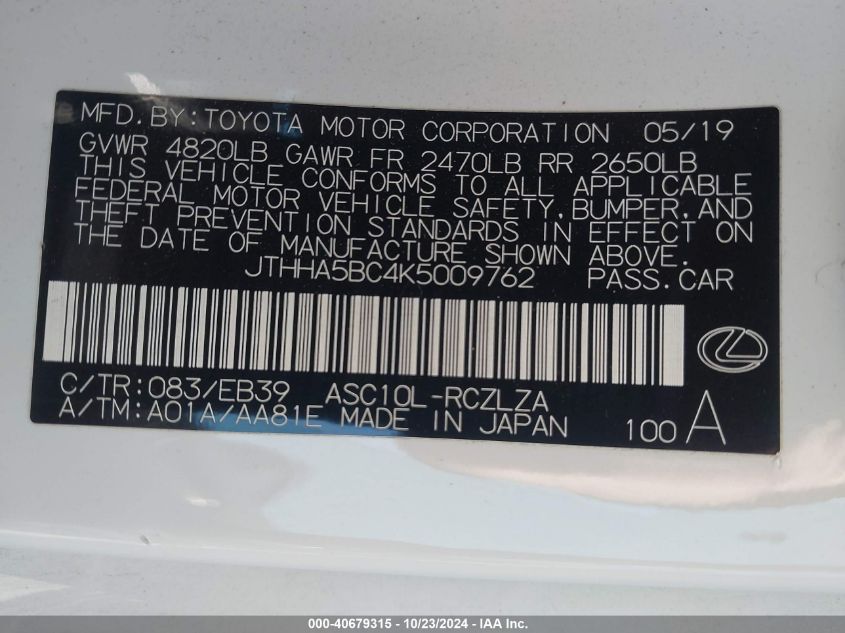 MFD. BY: TOYOTA MOTOR CORPORATION 05/19
GVWR 4820LB GAWR FR 2470LB RR 2650LB
THIS VEHICLE CONFORMS TO ALL APPLICABLE
FEDERAL MOTOR VEHICLE SAFETY, BUMPER, AND
THEFT PREVENTION STANDARDS IN EFFECT ON
THE DATE OF MANUFACTURE SHOWN ABOVE.
JTHHA5BC4K5009762 PASS. CAR
C/TR: 083/EB39 ASC10L-RCZLZA
A/TM: A01A/AA81E MADE IN JAPAN 100 A
000-40679315 - 10/23/2024 - IAA Inc.